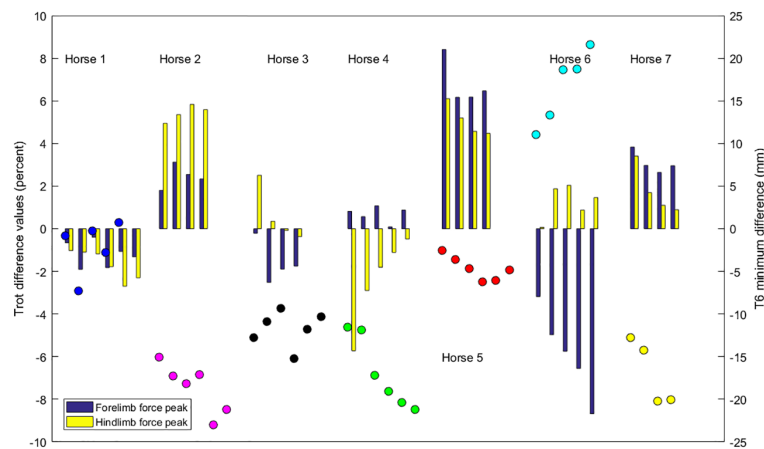 10
25
8
Horse 1
Horse 2
Horse 3
Horse 4
Horse 6
Horse 7
20
6
15
4
10
2
5
0
0
-2
-5
-4
-10
-6
Horse 5
-15
-8
Forelimb force peak
Hindlimb force peak
-20
-10
-25
Trot difference values (percent)
T6 minimum difference (mm)